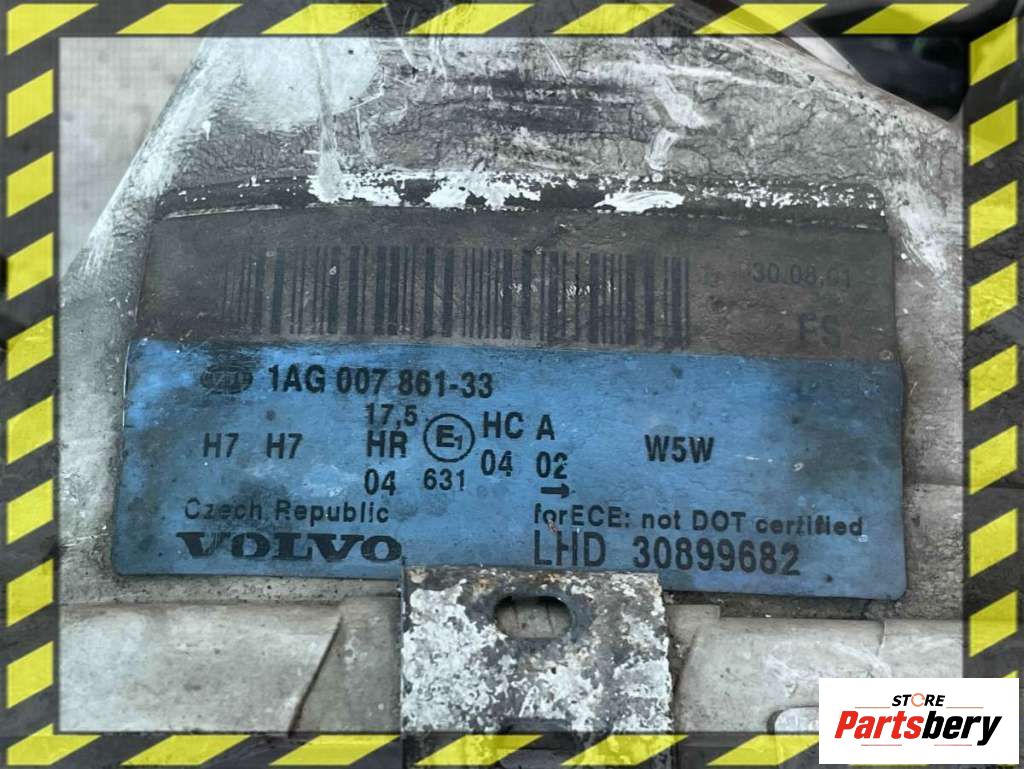 30.08.01
FS
1AG 007 861-33
17,5
H7 H7 HR E1 HC A W5W
04 631 04 02 →
Czech Republic
forECE: not DOT certified
VOLVO
LHD 30899682
STORE
Partsbery